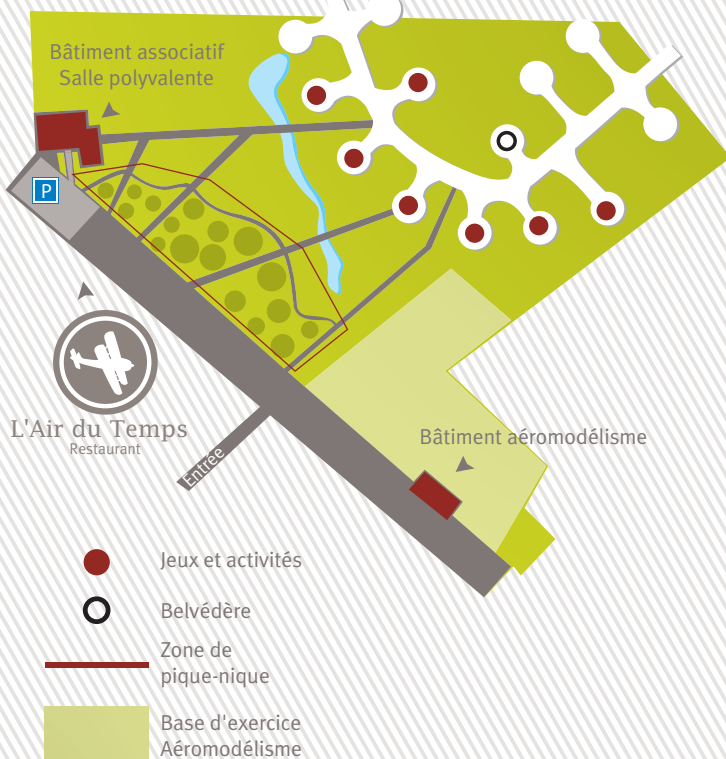 Bâtiment associatif
Salle polyvalente
P
L'Air du Temps
Restaurant
Entrée
Bâtiment aéromodélisme
Jeux et activités
Belvédère
Zone de
pique-nique
Base d'exercice
Aéromodélisme